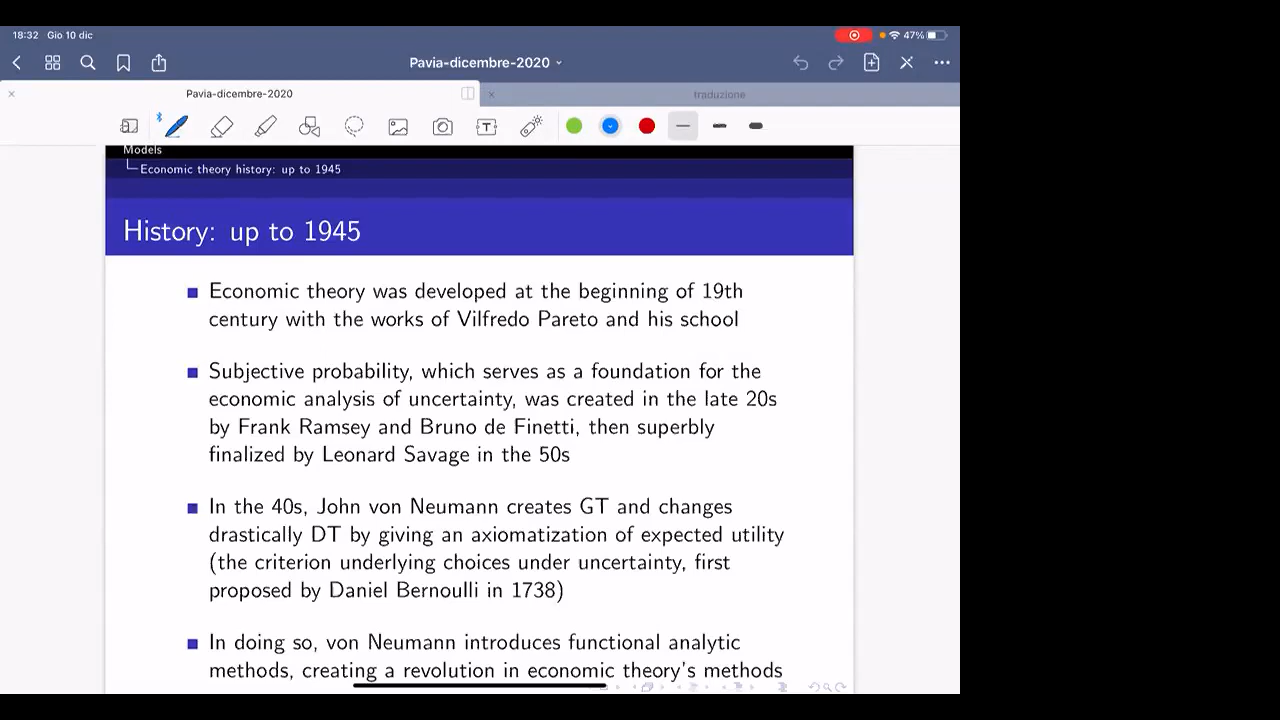 18:32 Gio 10 dic
47%
Pavia-dicembre-2020
Pavia-dicembre-2020
traduzione
Models
Economic theory history: up to 1945
History: up to 1945
Economic theory was developed at the beginning of 19th
century with the works of Vilfredo Pareto and his school
Subjective probability, which serves as a foundation for the
economic analysis of uncertainty, was created in the late 20s
by Frank Ramsey and Bruno de Finetti, then superbly
finalized by Leonard Savage in the 50s
In the 40s, John von Neumann creates GT and changes
drastically DT by giving an axiomatization of expected utility
(the criterion underlying choices under uncertainty, first
proposed by Daniel Bernoulli in 1738)
In doing so, von Neumann introduces functional analytic
methods, creating a revolution in economic theory's methods